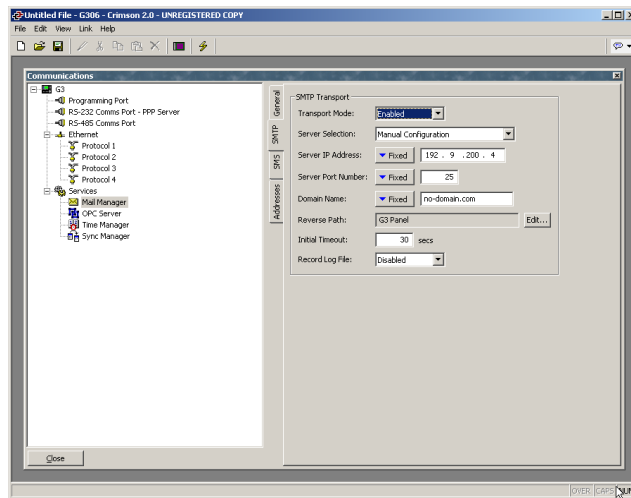 Untitled File - G306 - Crimson 2.0 - UNREGISTERED COPY
File Edit View Link Help
Communications
G3
Programming Port
RS-232 Comms Port - PPP Server
RS-485 Comms Port
Ethernet
Protocol 1
Protocol 2
Protocol 3
Protocol 4
Services
Mail Manager
OPC Server
Time Manager
Sync Manager
General
SMTP
SMS
Addresses
SMTP Transport
Transport Mode: Enabled
Server Selection: Manual Configuration
Server IP Address: Fixed 192 . 9 .200 . 4
Server Port Number: Fixed 25
Domain Name: Fixed no-domain.com
Reverse Path: G3 Panel Edit...
Initial Timeout: 30 secs
Record Log File: Disabled
Close
OVER CAPS NUM